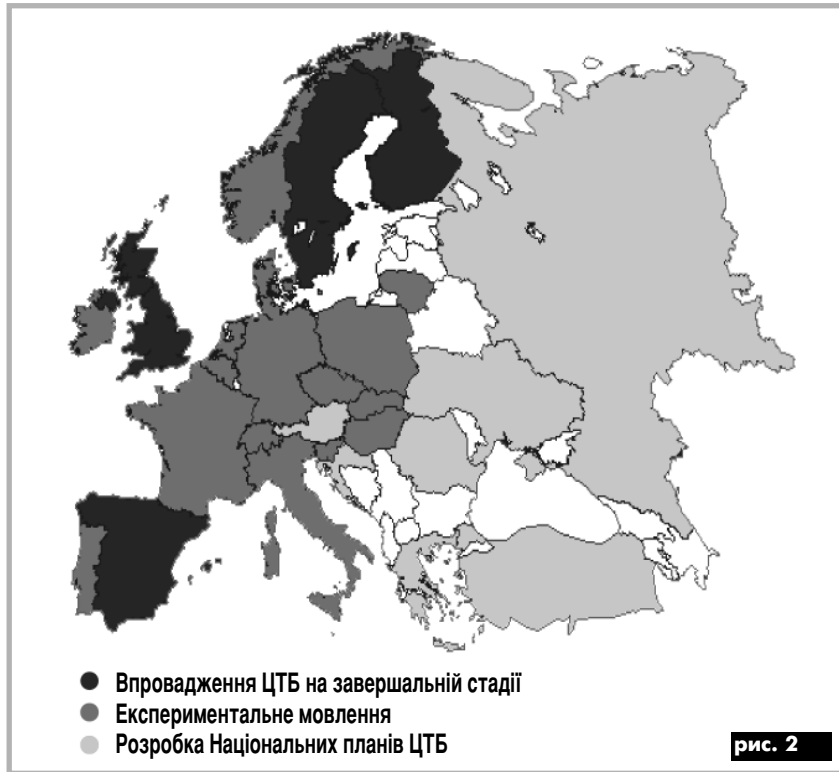 Впровадження ЦТБ на завершальній стадії
Експериментальне мовлення
Розробка Національних планів ЦТБ
рис. 2